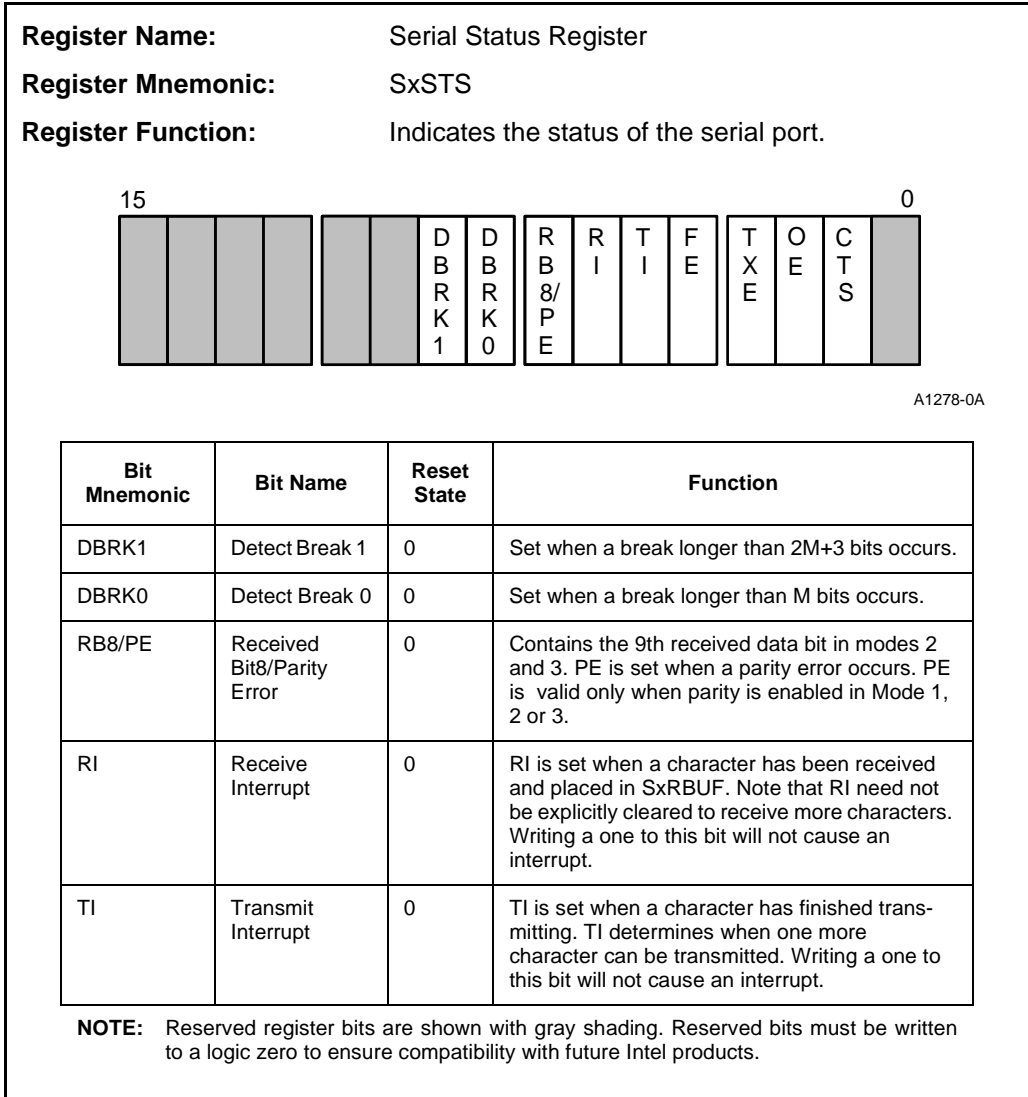 Register Name: Serial Status Register
Register Mnemonic: SxSTS
Register Function: Indicates the status of the serial port.
15 0
DBRK1 DBRK0 RB8/PE RI TI FE TXE OE CTS
A1278-0A
Bit Mnemonic Bit Name Reset State Function
DBRK1 Detect Break 1 0 Set when a break longer than 2M+3 bits occurs.
DBRK0 Detect Break 0 0 Set when a break longer than M bits occurs.
RB8/PE Received Bit8/Parity Error 0 Contains the 9th received data bit in modes 2
and 3. PE is set when a parity error occurs. PE
is valid only when parity is enabled in Mode 1,
2 or 3.
RI Receive Interrupt 0 RI is set when a character has been received
and placed in SxRBUF. Note that RI need not
be explicitly cleared to receive more characters.
Writing a one to this bit will not cause an
interrupt.
TI Transmit Interrupt 0 TI is set when a character has finished trans-
mitting. TI determines when one more
character can be transmitted. Writing a one to
this bit will not cause an interrupt.
NOTE: Reserved register bits are shown with gray shading. Reserved bits must be written
to a logic zero to ensure compatibility with future Intel products.